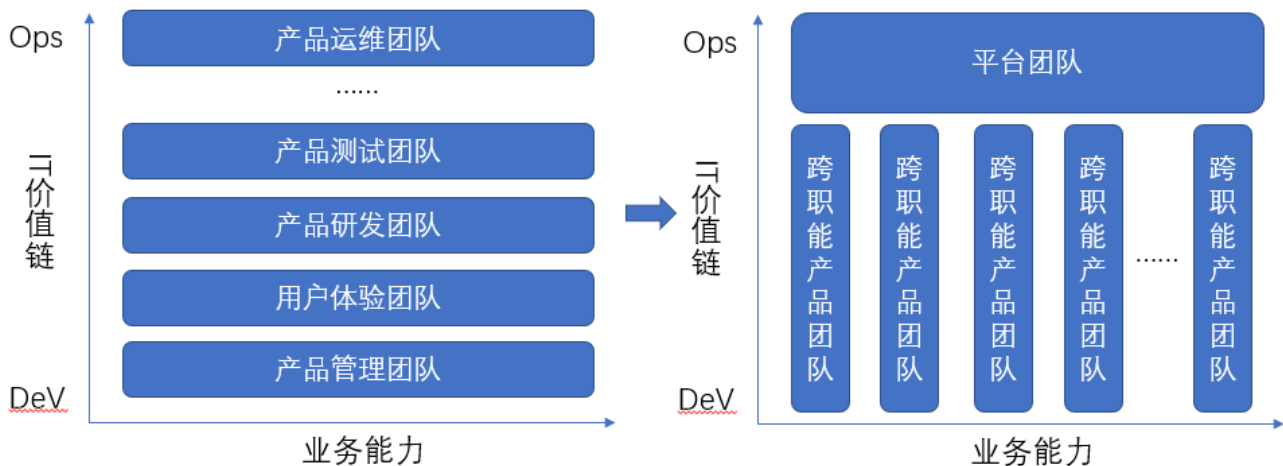 Ops
产品运维团队
……
产品测试团队
产品研发团队
用户体验团队
产品管理团队
DeV
IT价值链
业务能力
Ops
平台团队
跨职能产品团队
跨职能产品团队
跨职能产品团队
跨职能产品团队
……
跨职能产品团队
DeV
IT价值链
业务能力